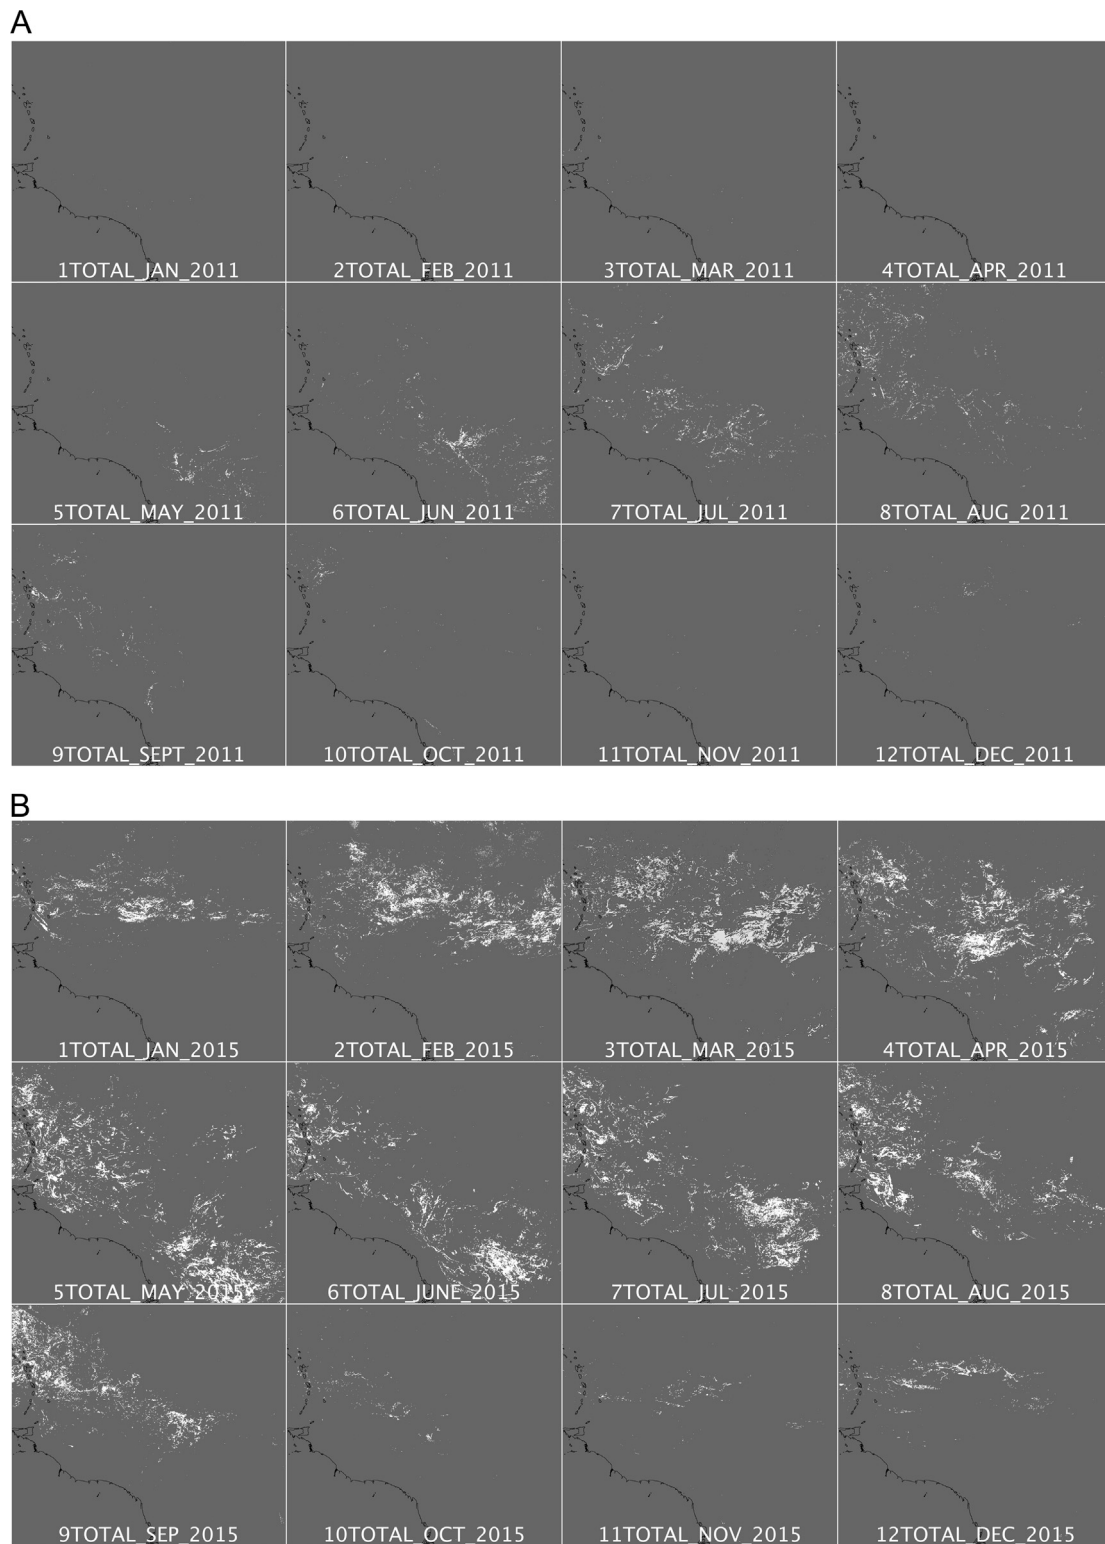 A
1TOTAL_JAN_2011
2TOTAL_FEB_2011
3TOTAL_MAR_2011
4TOTAL_APR_2011
5TOTAL_MAY_2011
6TOTAL_JUN_2011
7TOTAL_JUL_2011
8TOTAL_AUG_2011
9TOTAL_SEPT_2011
10TOTAL_OCT_2011
11TOTAL_NOV_2011
12TOTAL_DEC_2011
B
1TOTAL_JAN_2015
2TOTAL_FEB_2015
3TOTAL_MAR_2015
4TOTAL_APR_2015
5TOTAL_MAY_2015
6TOTAL_JUNE_2015
7TOTAL_JUL_2015
8TOTAL_AUG_2015
9TOTAL_SEP_2015
10TOTAL_OCT_2015
11TOTAL_NOV_2015
12TOTAL_DEC_2015